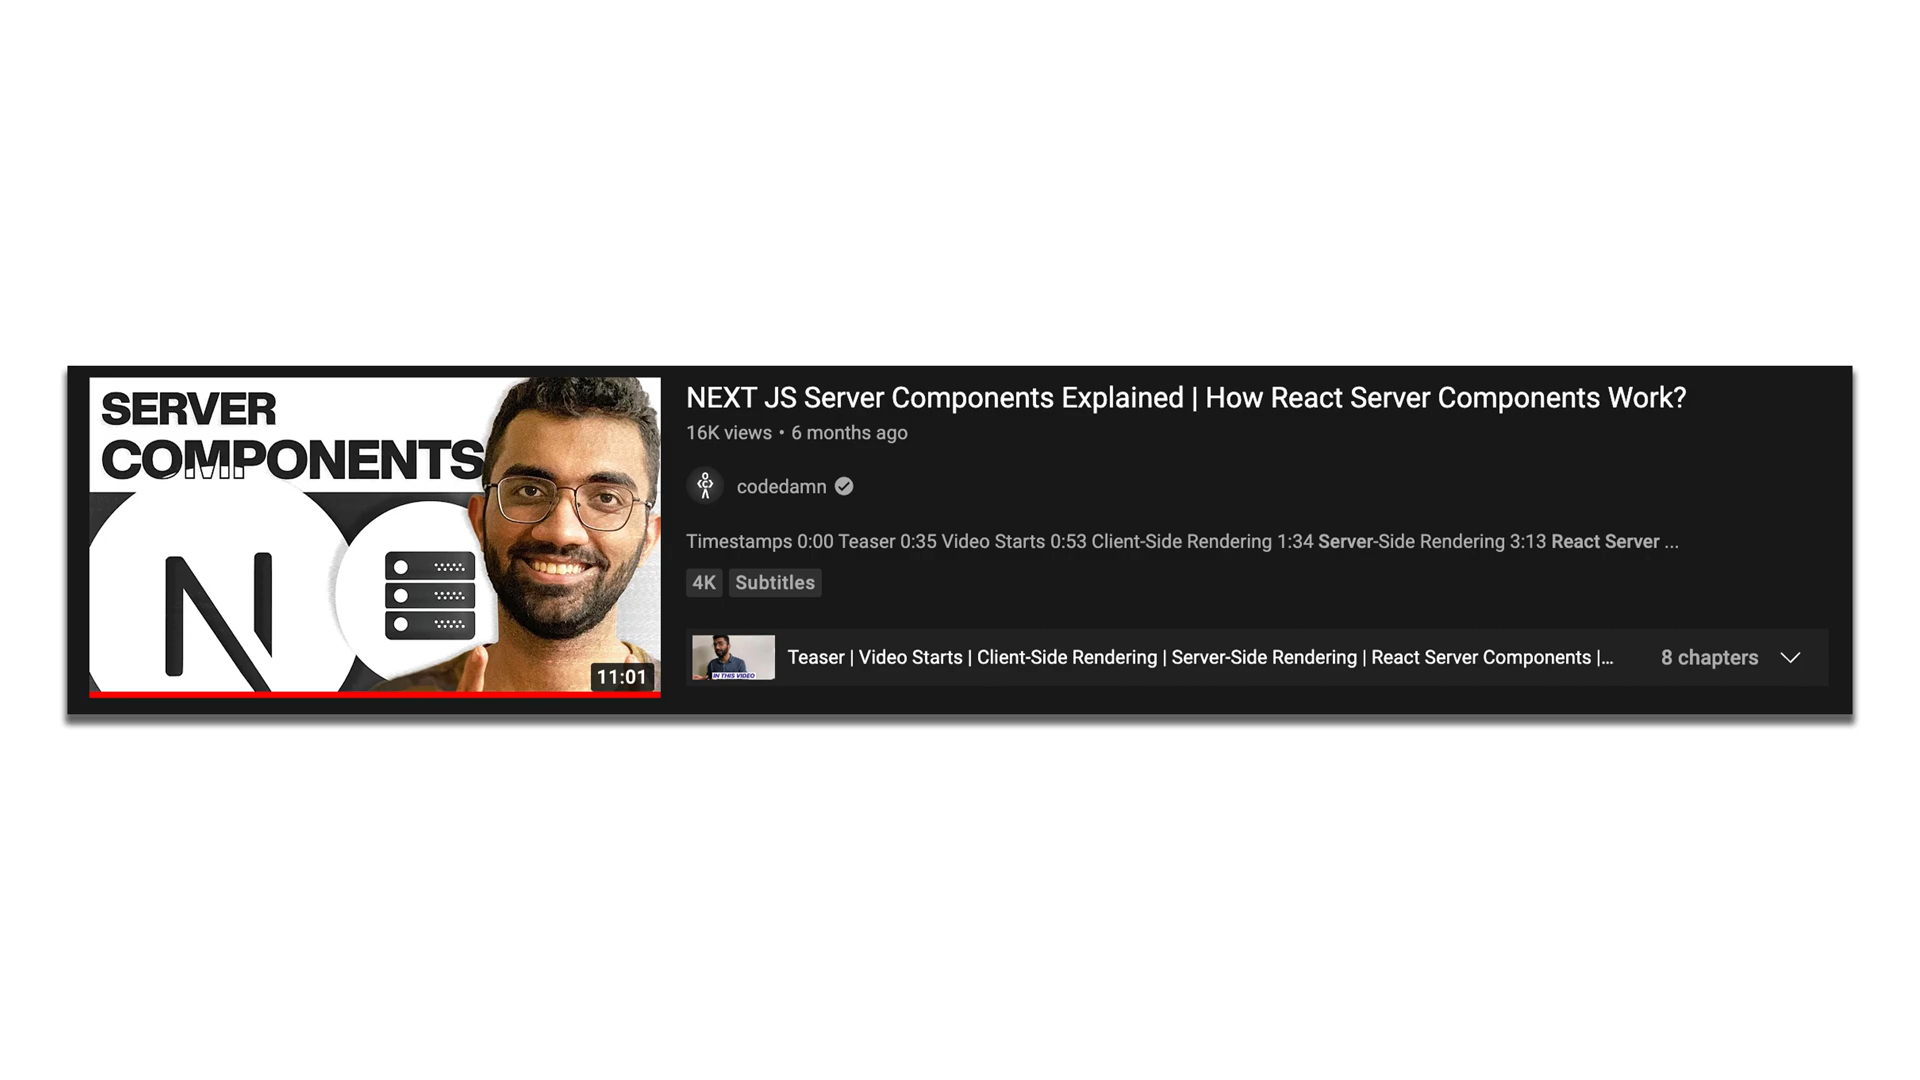 SERVER
COMPONENTS
N
11:01
NEXT JS Server Components Explained | How React Server Components Work?
16K views • 6 months ago
codedamn
Timestamps 0:00 Teaser 0:35 Video Starts 0:53 Client-Side Rendering 1:34 Server-Side Rendering 3:13 React Server ...
4K Subtitles
IN THIS VIDEO
Teaser | Video Starts | Client-Side Rendering | Server-Side Rendering | React Server Components |...
8 chapters